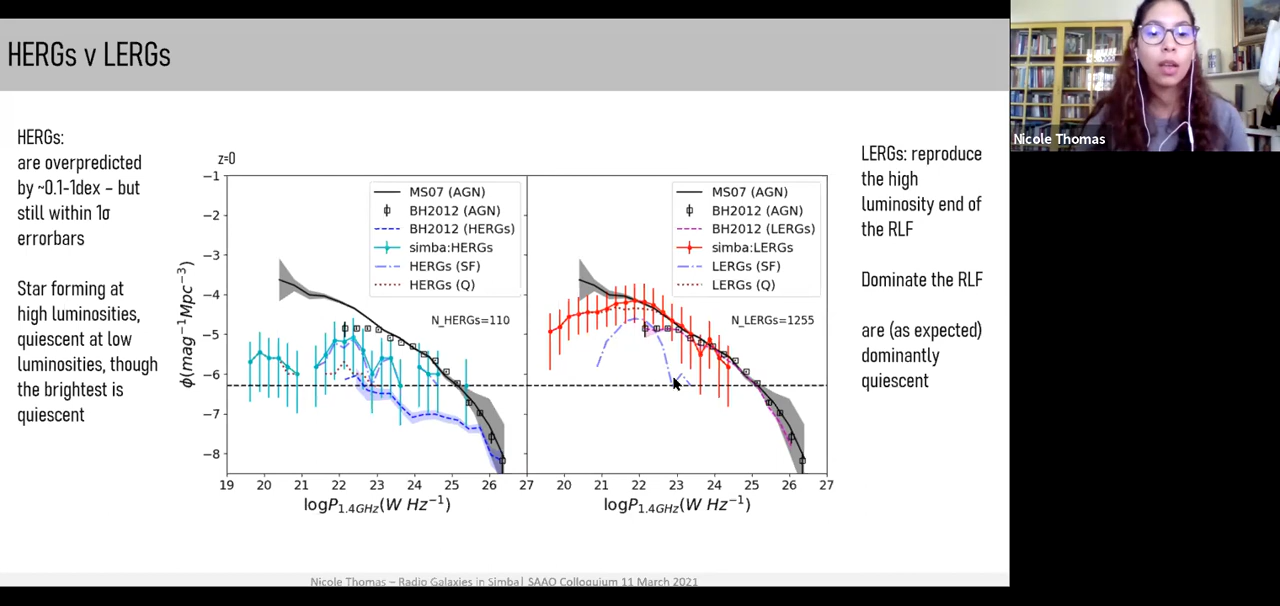 HERGs v LERGs
Nicole Thomas
HERGs:
are overpredicted
by ~0.1-1dex – but
still within 1σ
errorbars
Star forming at
high luminosities,
quiescent at low
luminosities, though
the brightest is
quiescent
z=0
−1
−2
−3
−4
−5
−6
−7
−8
ϕ(mag⁻¹Mpc⁻³)
MS07 (AGN)
BH2012 (AGN)
BH2012 (HERGs)
simba:HERGs
HERGs (SF)
HERGs (Q)
N_HERGs=110
19 20 21 22 23 24 25 26 27
logP1.4GHz(W Hz⁻¹)
MS07 (AGN)
BH2012 (AGN)
BH2012 (LERGs)
simba:LERGs
LERGs (SF)
LERGs (Q)
N_LERGs=1255
20 21 22 23 24 25 26 27
logP1.4GHz(W Hz⁻¹)
LERGs: reproduce
the high
luminosity end of
the RLF
Dominate the RLF
are (as expected)
dominantly
quiescent
Nicole Thomas – Radio Galaxies in Simba| SAAO Colloquium 11 March 2021